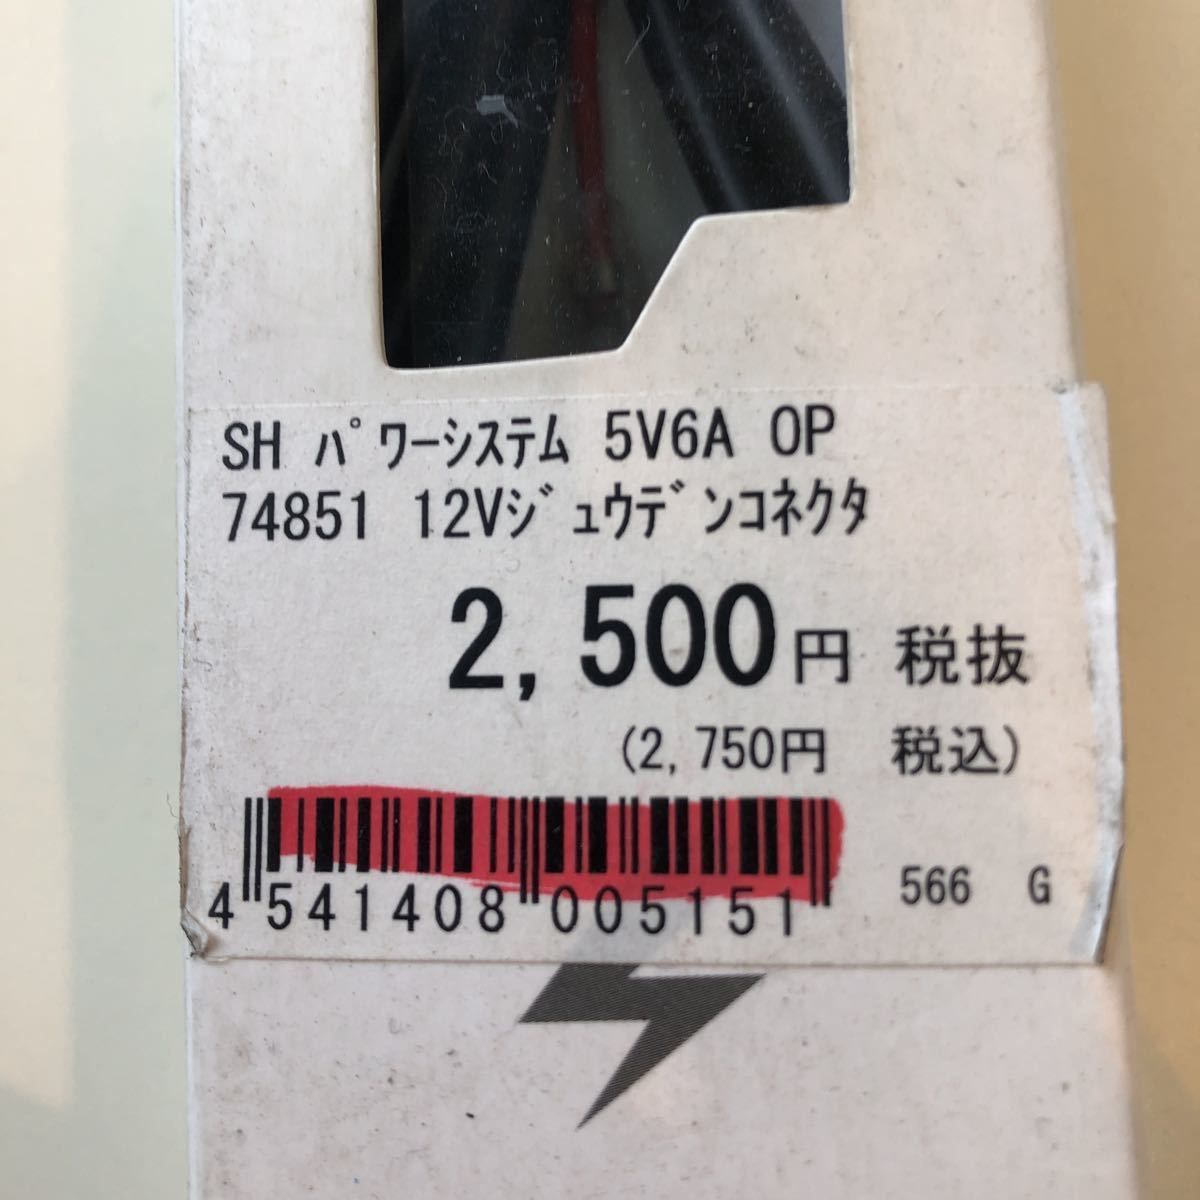 SH ﾊﾟﾜｰｼｽﾃﾑ 5V6A OP
74851 12Vｼﾞｭｳﾃﾞﾝｺﾈｸﾀ
2,500円 税抜
(2,750円 税込)
4 541408 005151
566 G